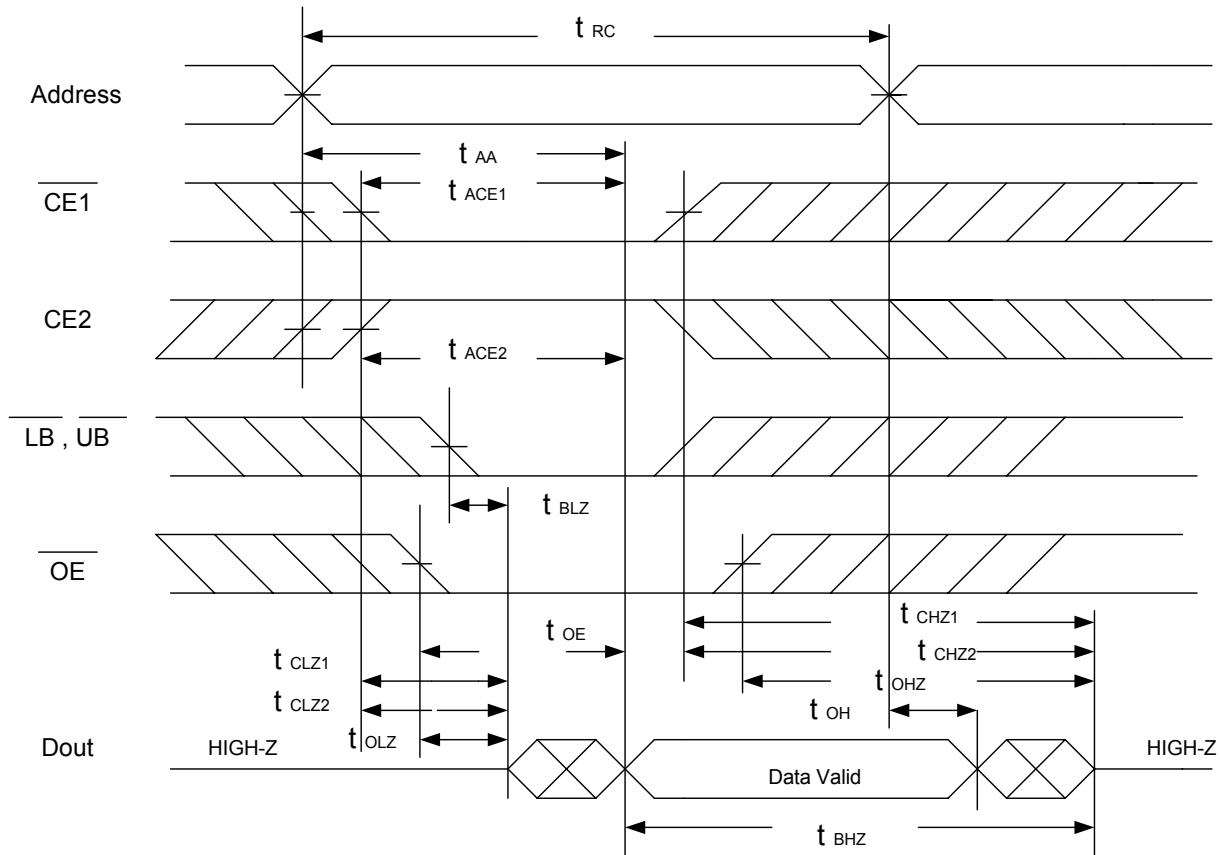 t RC
Address
t AA
CE1
t ACE1
CE2
t ACE2
LB , UB
t BLZ
OE
t CHZ1
t OE
t CLZ1
t CHZ2
t OHZ
t CLZ2
t OH
t OLZ
Dout
HIGH-Z
HIGH-Z
Data Valid
t BHZ